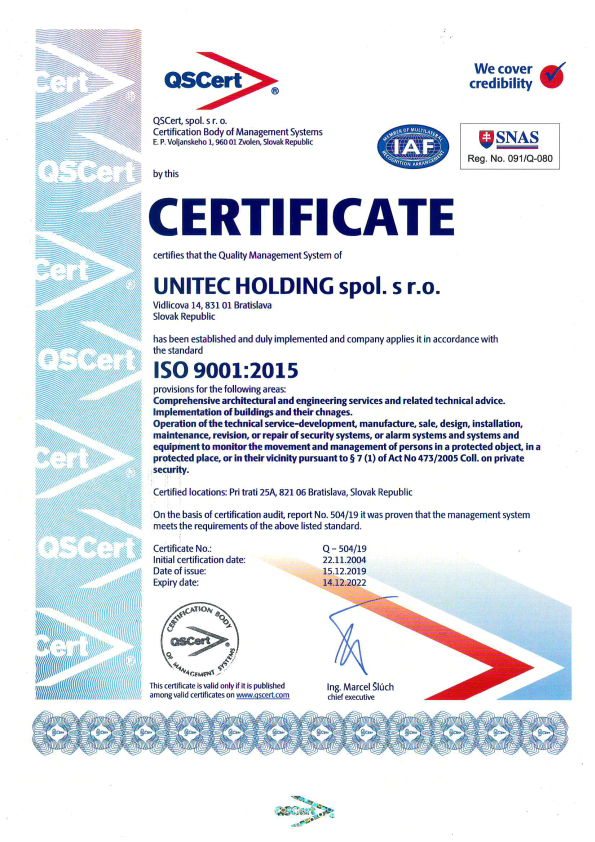 QSCert®
We cover
credibility
QSCert, spol. s r. o.
Certification Body of Management Systems
E. P. Voljanskeho 1, 960 01 Zvolen, Slovak Republic
MEMBER OF MULTILATERAL
IAF
RECOGNITION ARRANGEMENT
SNAS
Reg. No. 091/Q-080
by this
CERTIFICATE
certifies that the Quality Management System of
UNITEC HOLDING spol. s r.o.
Vidlicova 14, 831 01 Bratislava
Slovak Republic
has been established and duly implemented and company applies it in accordance with
the standard
ISO 9001:2015
provisions for the following areas:
Comprehensive architectural and engineering services and related technical advice.
Implementation of buildings and their chnages.
Operation of the technical service–development, manufacture, sale, design, installation,
maintenance, revision, or repair of security systems, or alarm systems and systems and
equipment to monitor the movement and management of persons in a protected object, in a
protected place, or in their vicinity pursuant to § 7 (1) of Act No 473/2005 Coll. on private
security.
Certified locations: Pri trati 25A, 821 06 Bratislava, Slovak Republic
On the basis of certification audit, report No. 504/19 it was proven that the management system
meets the requirements of the above listed standard.
Certificate No.: Q – 504/19
Initial certification date: 22.11.2004
Date of issue: 15.12.2019
Expiry date: 14.12.2022
CERTIFICATION BODY
QSCert®
OF MANAGEMENT SYSTEMS
This certificate is valid only if it is published
among valid certificates on www.qscert.com
Ing. Marcel Šlúch
chief executive
Cert®
QSCert
Cert®
QSCert
Cert®
QSCert
Cert®
QSCert®